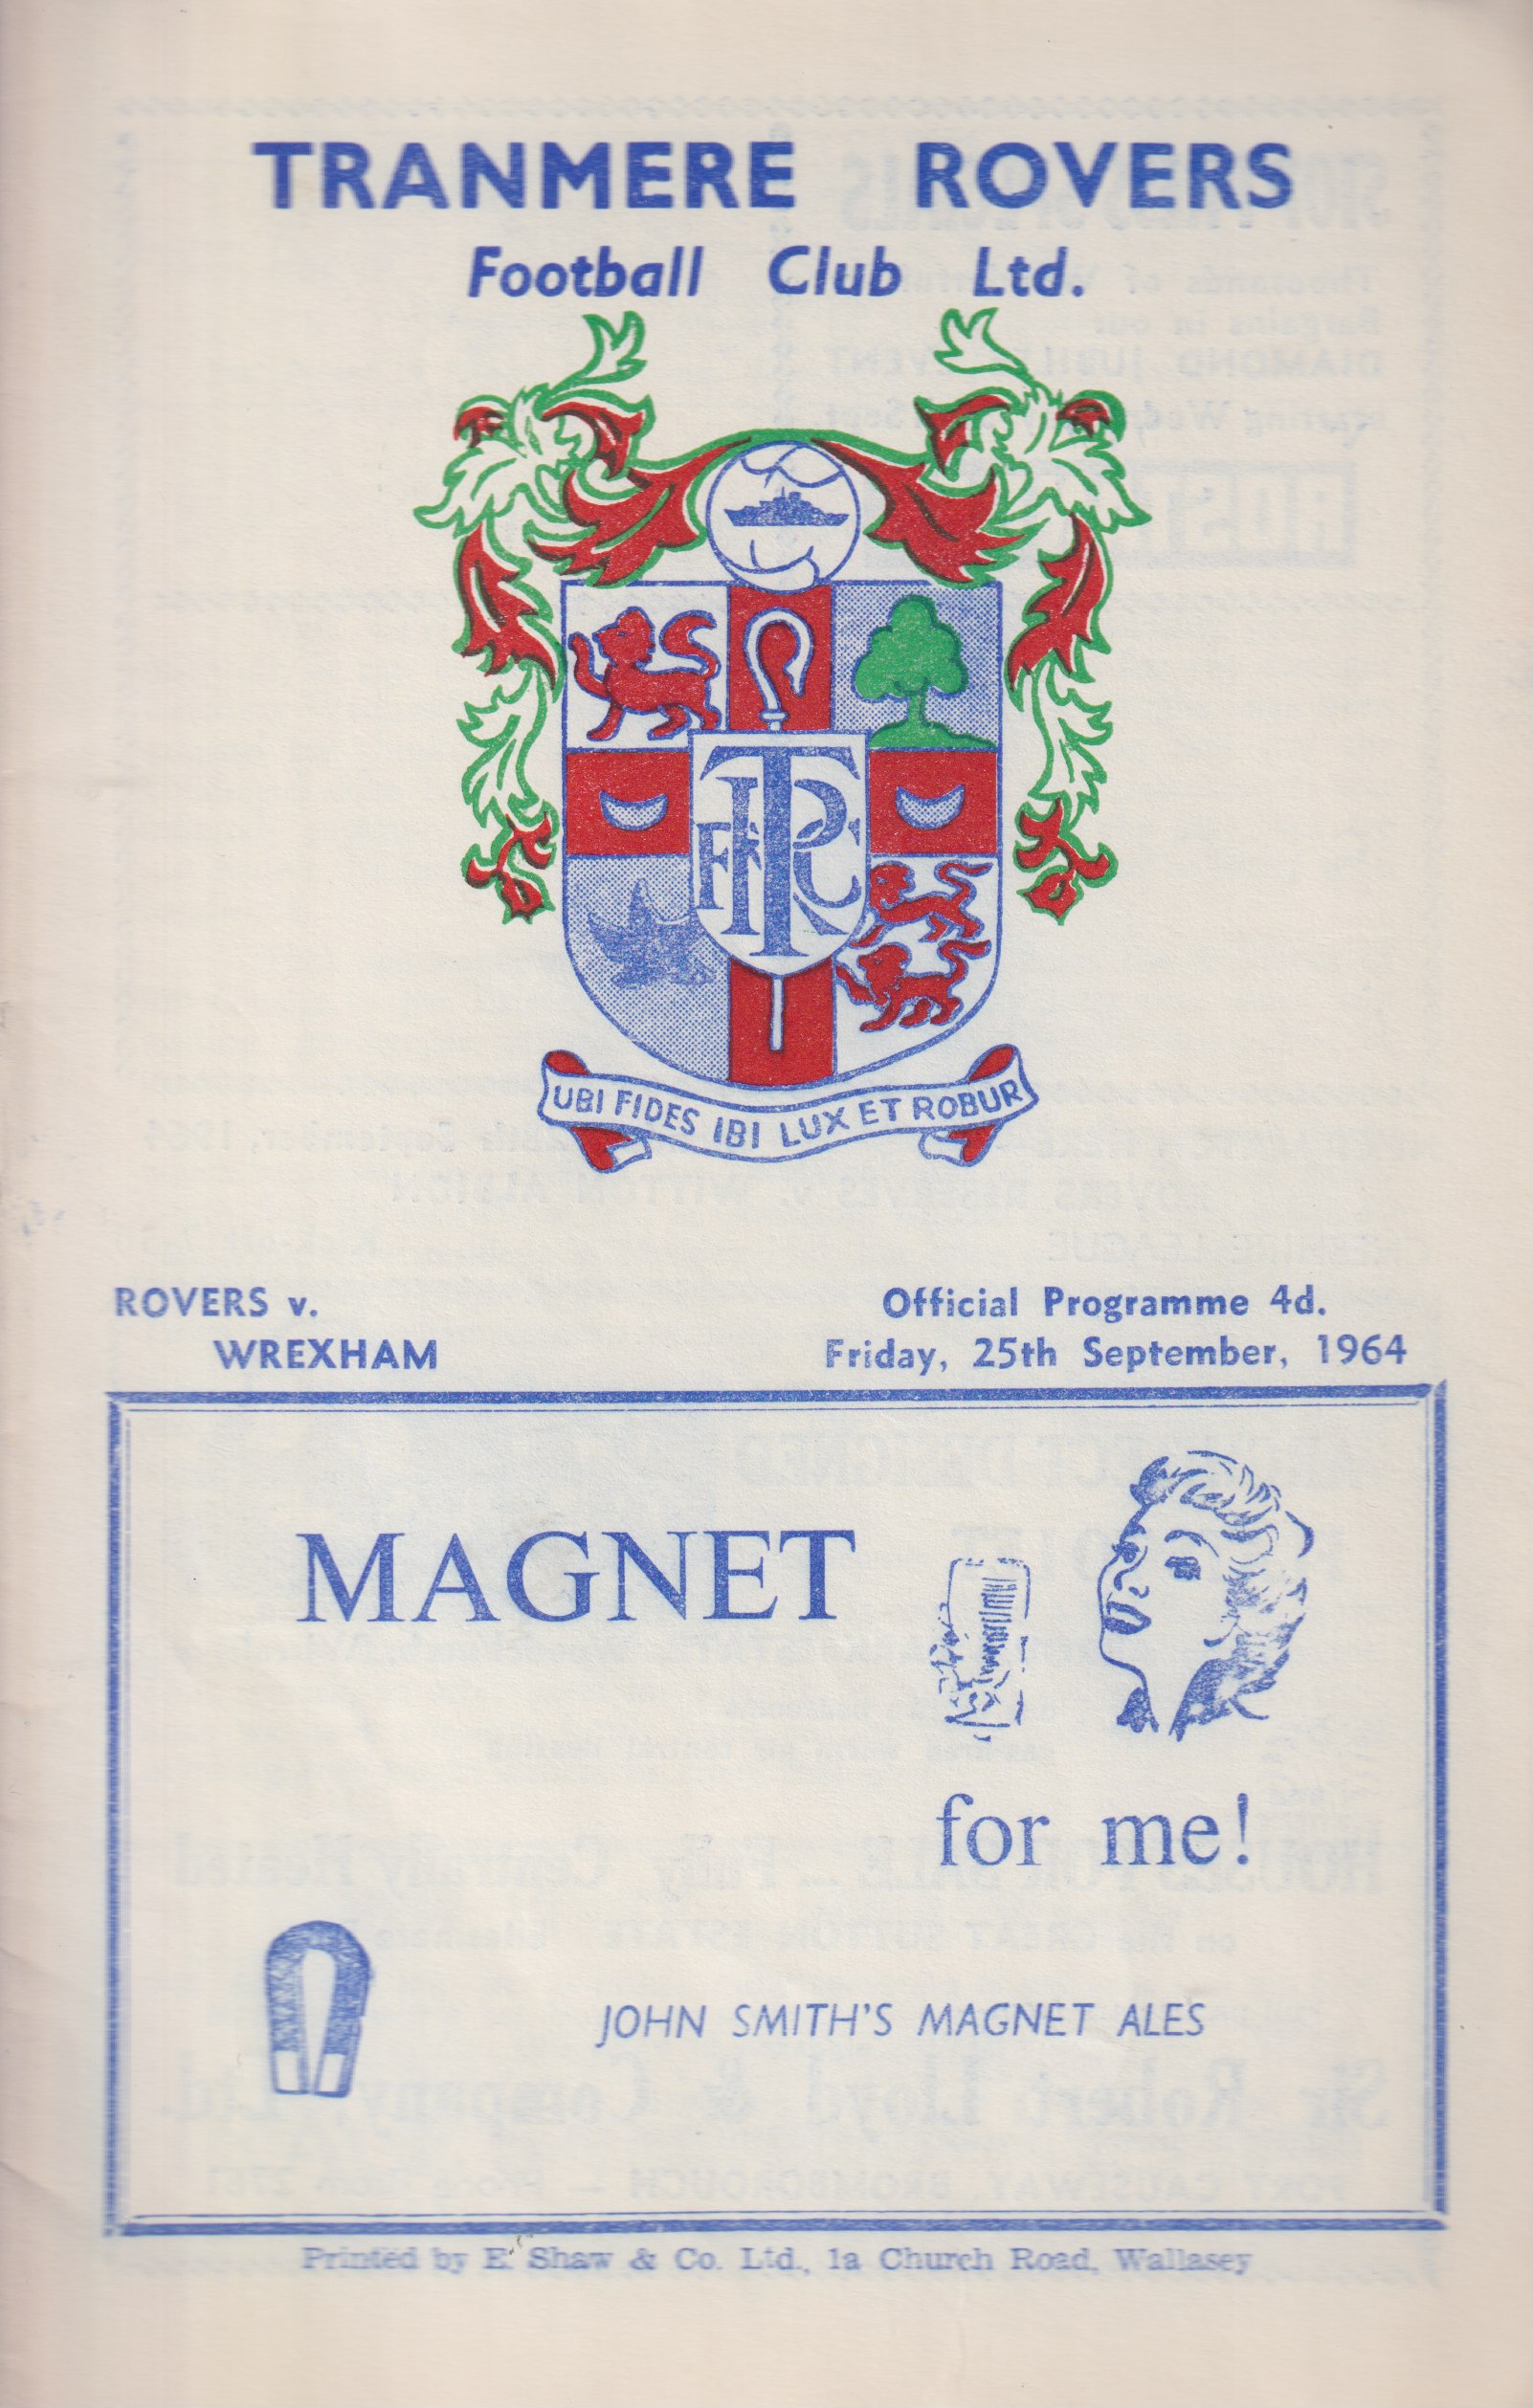 TRANMERE ROVERS
Football Club Ltd.
TRFC
UBI FIDES IBI LUX ET ROBUR
ROVERS v.
WREXHAM
Official Programme 4d.
Friday, 25th September, 1964
MAGNET
for me!
JOHN SMITH'S MAGNET ALES
Printed by E. Shaw & Co. Ltd., 1a Church Road, Wallasey